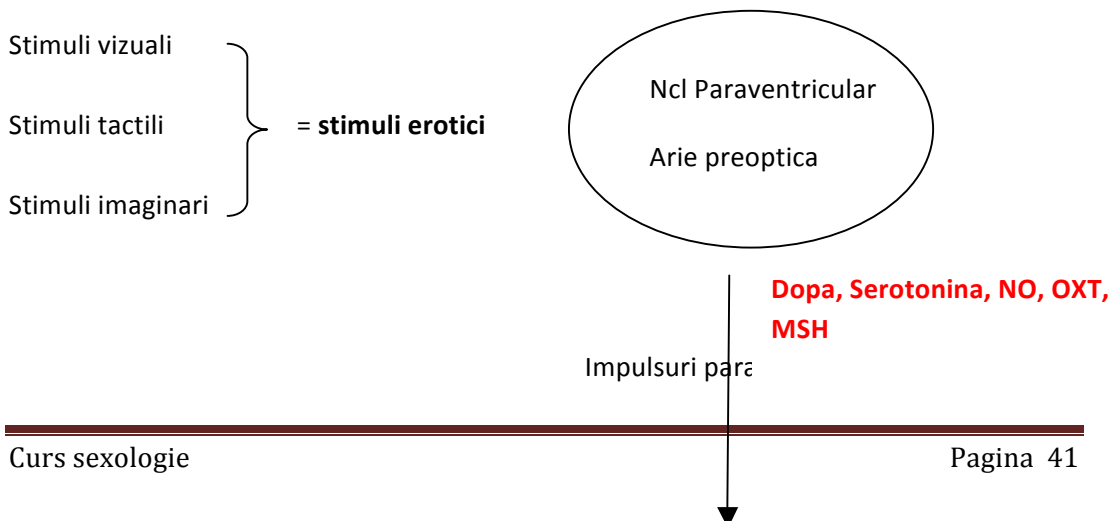 Stimuli vizuali
Stimuli tactili = stimuli erotici
Stimuli imaginari
Ncl Paraventricular
Arie preoptica
Dopa, Serotonina, NO, OXT,
MSH
Impulsuri para
Curs sexologie Pagina 41